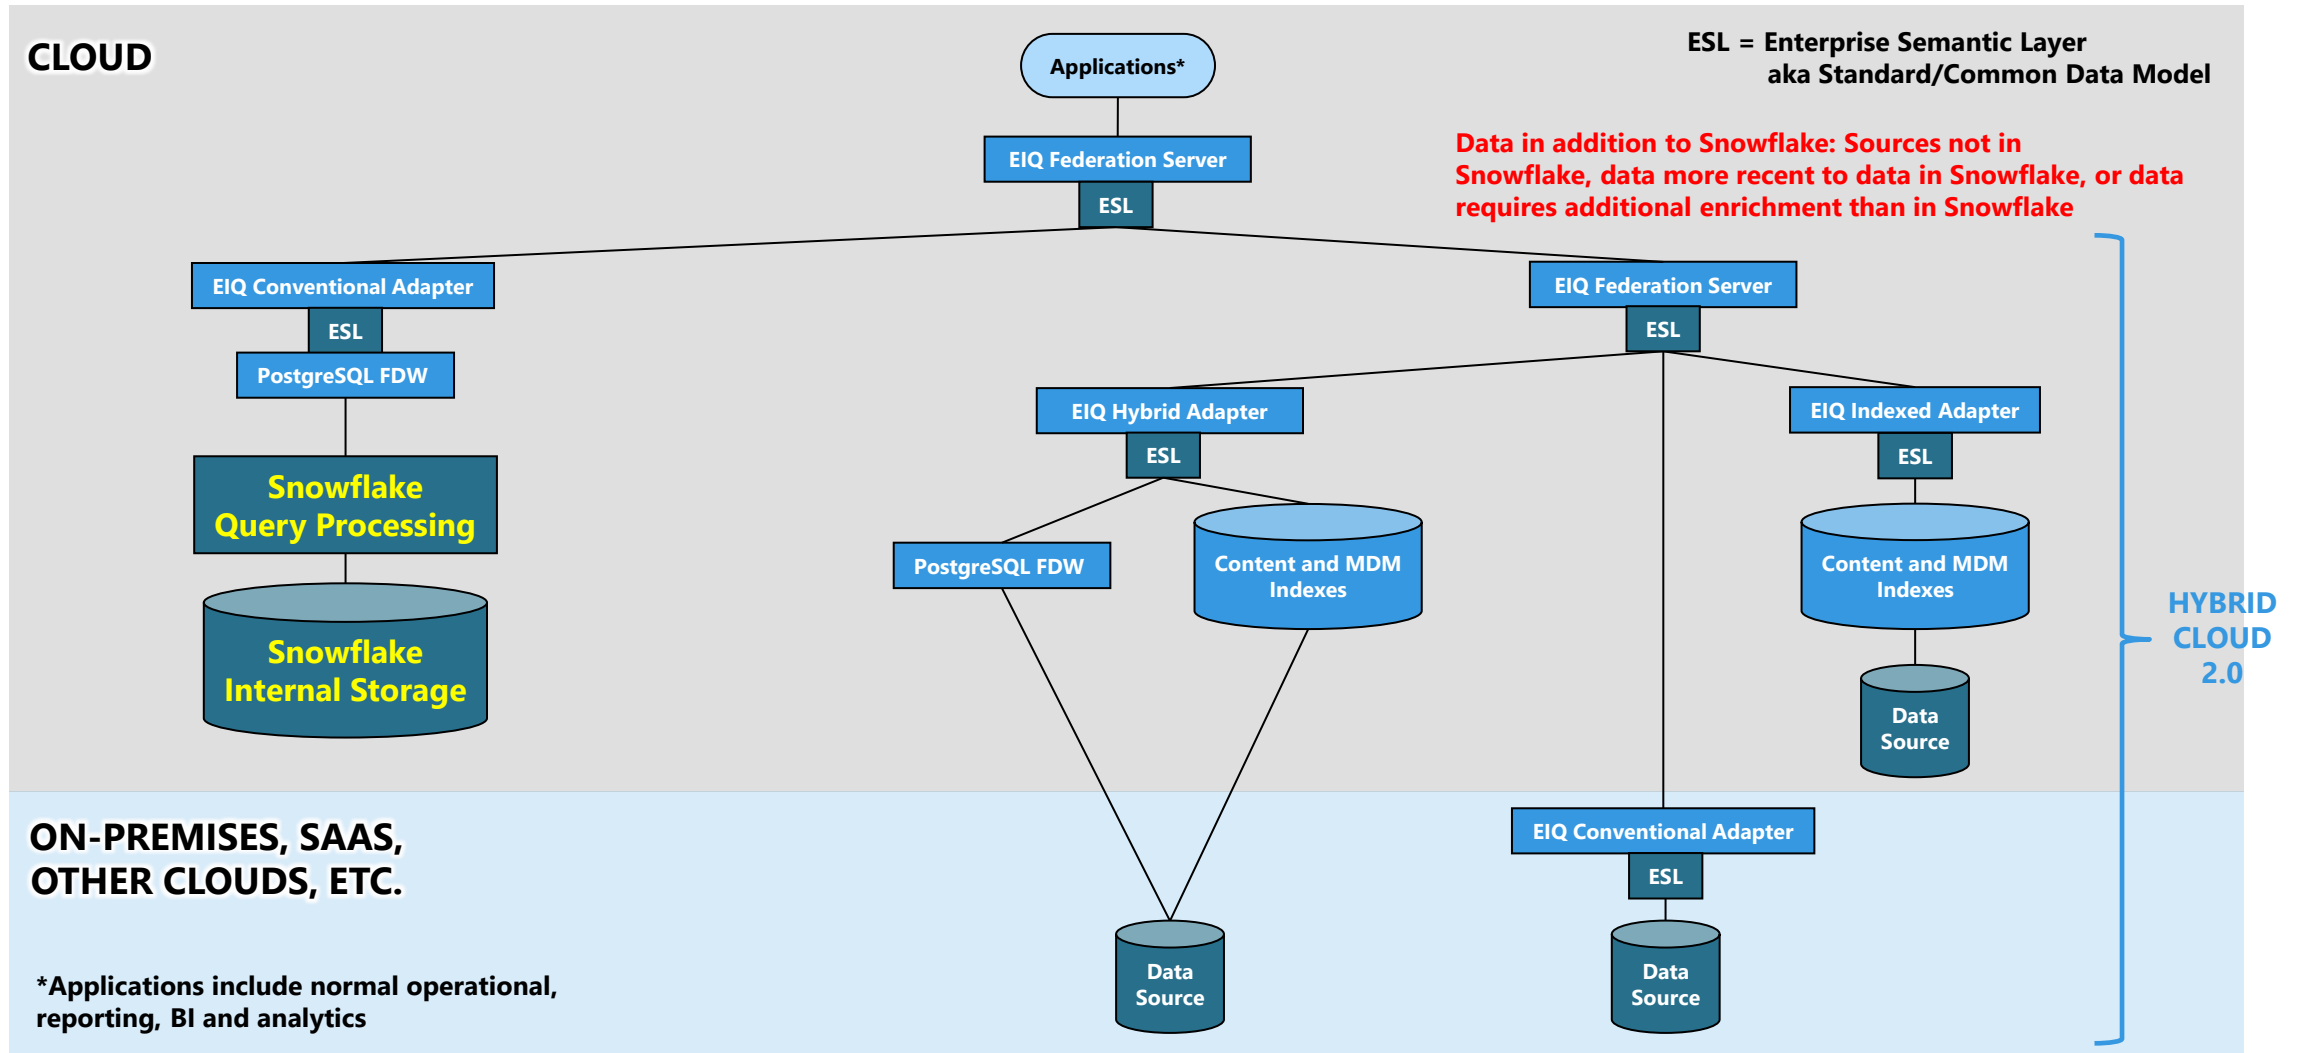 CLOUD
Applications*
ESL = Enterprise Semantic Layer
aka Standard/Common Data Model
EIQ Federation Server
ESL
Data in addition to Snowflake: Sources not in
Snowflake, data more recent to data in Snowflake, or data
requires additional enrichment than in Snowflake
EIQ Conventional Adapter
ESL
PostgreSQL FDW
Snowflake
Query Processing
Snowflake
Internal Storage
EIQ Federation Server
ESL
EIQ Hybrid Adapter
ESL
PostgreSQL FDW
Content and MDM
Indexes
EIQ Indexed Adapter
ESL
Content and MDM
Indexes
Data
Source
HYBRID
CLOUD
2.0
ON-PREMISES, SAAS,
OTHER CLOUDS, ETC.
EIQ Conventional Adapter
ESL
Data
Source
Data
Source
*Applications include normal operational,
reporting, BI and analytics